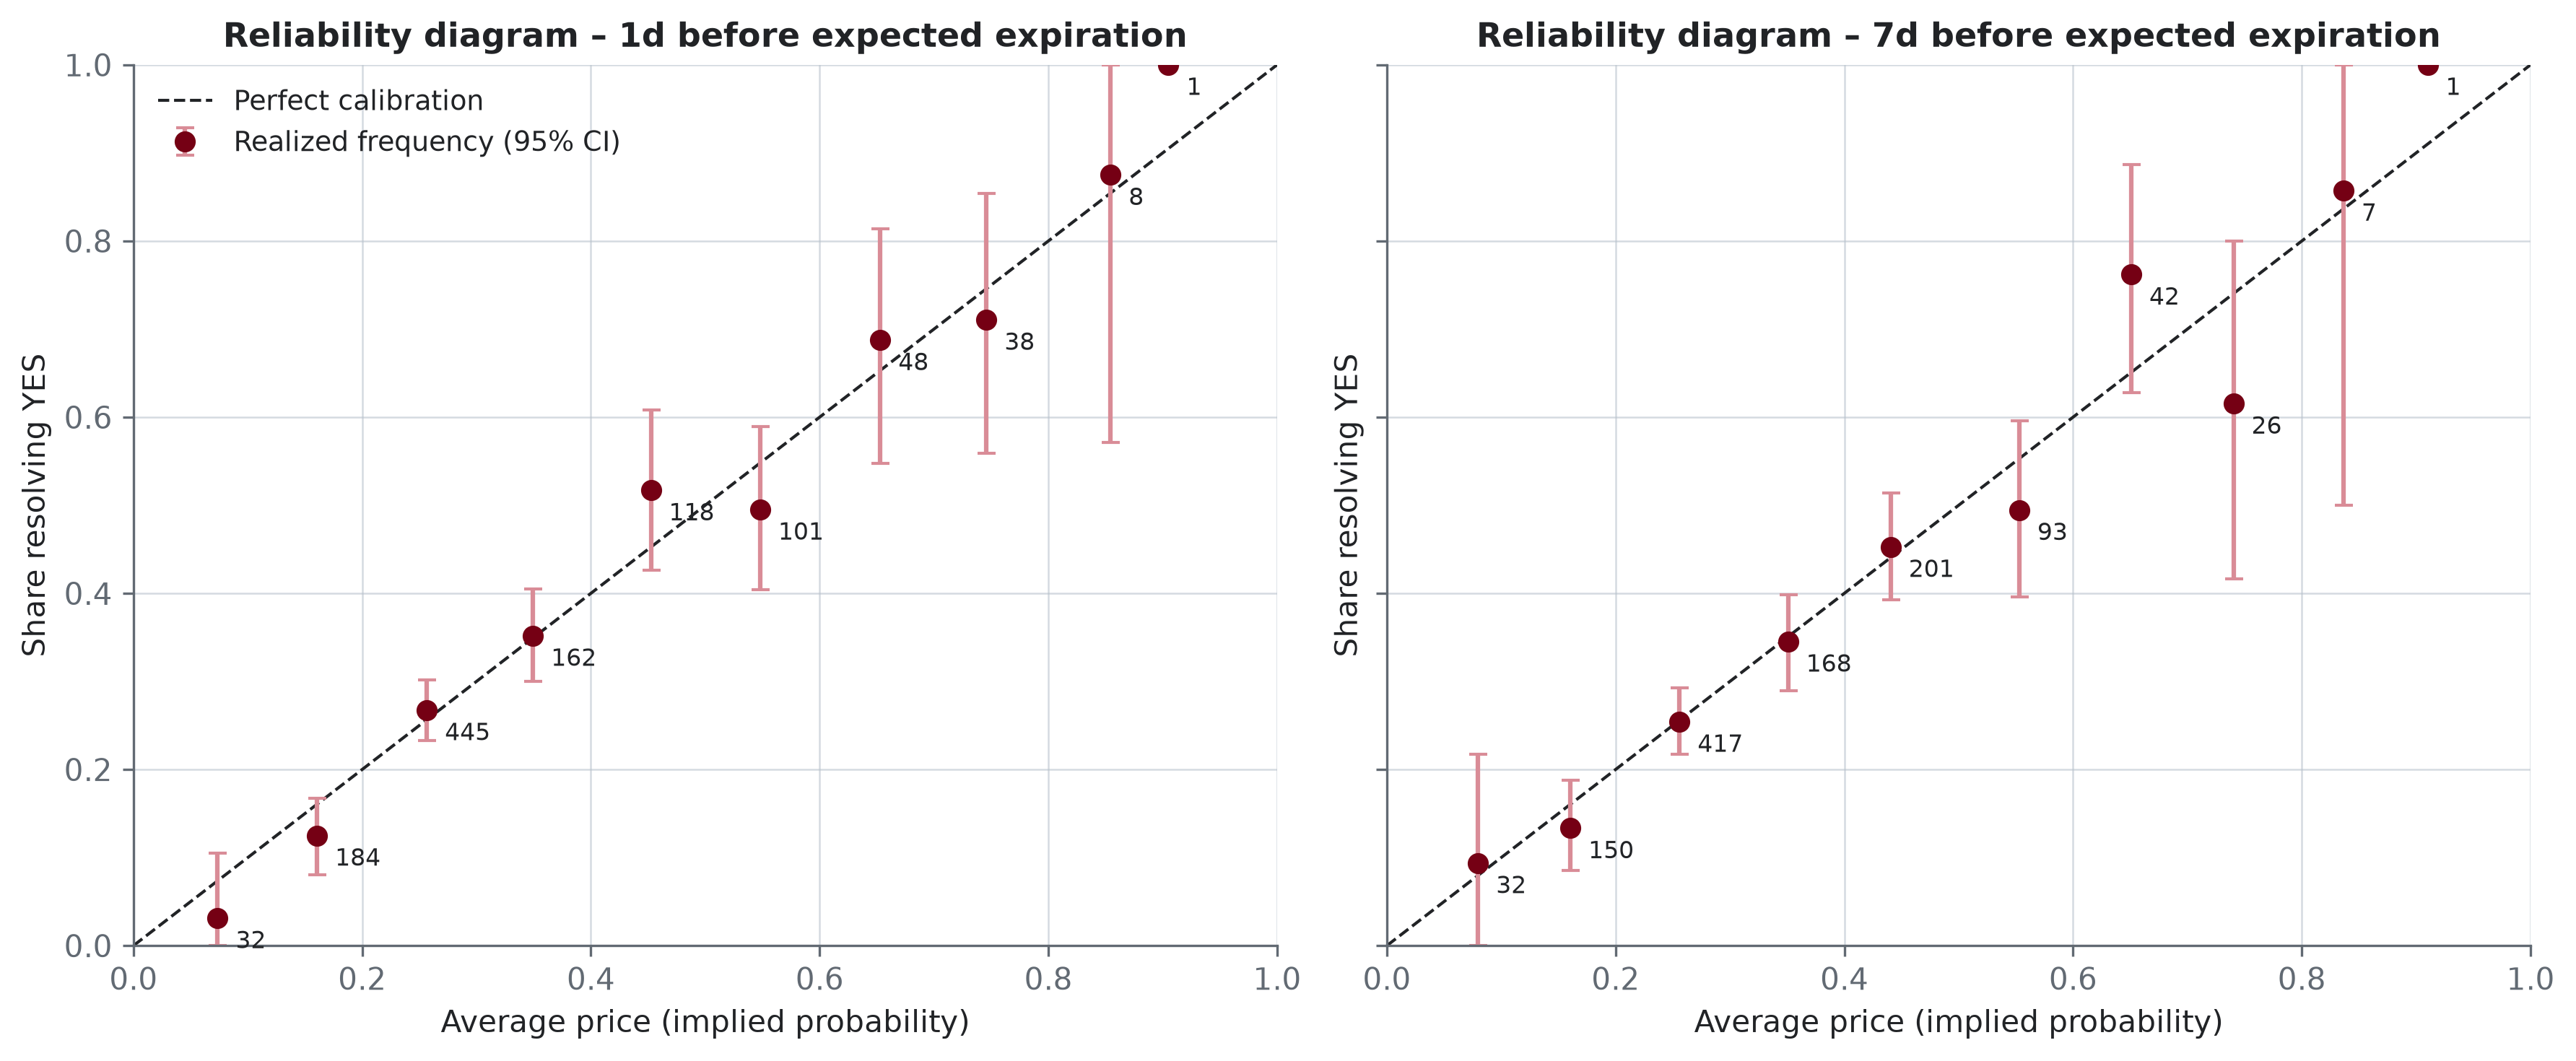 Reliability diagram – 1d before expected expiration
Perfect calibration
Realized frequency (95% CI)
Share resolving YES
1.0
0.8
0.6
0.4
0.2
0.0
1
8
38
48
101
118
162
445
184
32
0.0 0.2 0.4 0.6 0.8 1.0
Average price (implied probability)
Reliability diagram – 7d before expected expiration
Share resolving YES
1
7
42
26
93
201
168
417
150
32
0.0 0.2 0.4 0.6 0.8 1.0
Average price (implied probability)